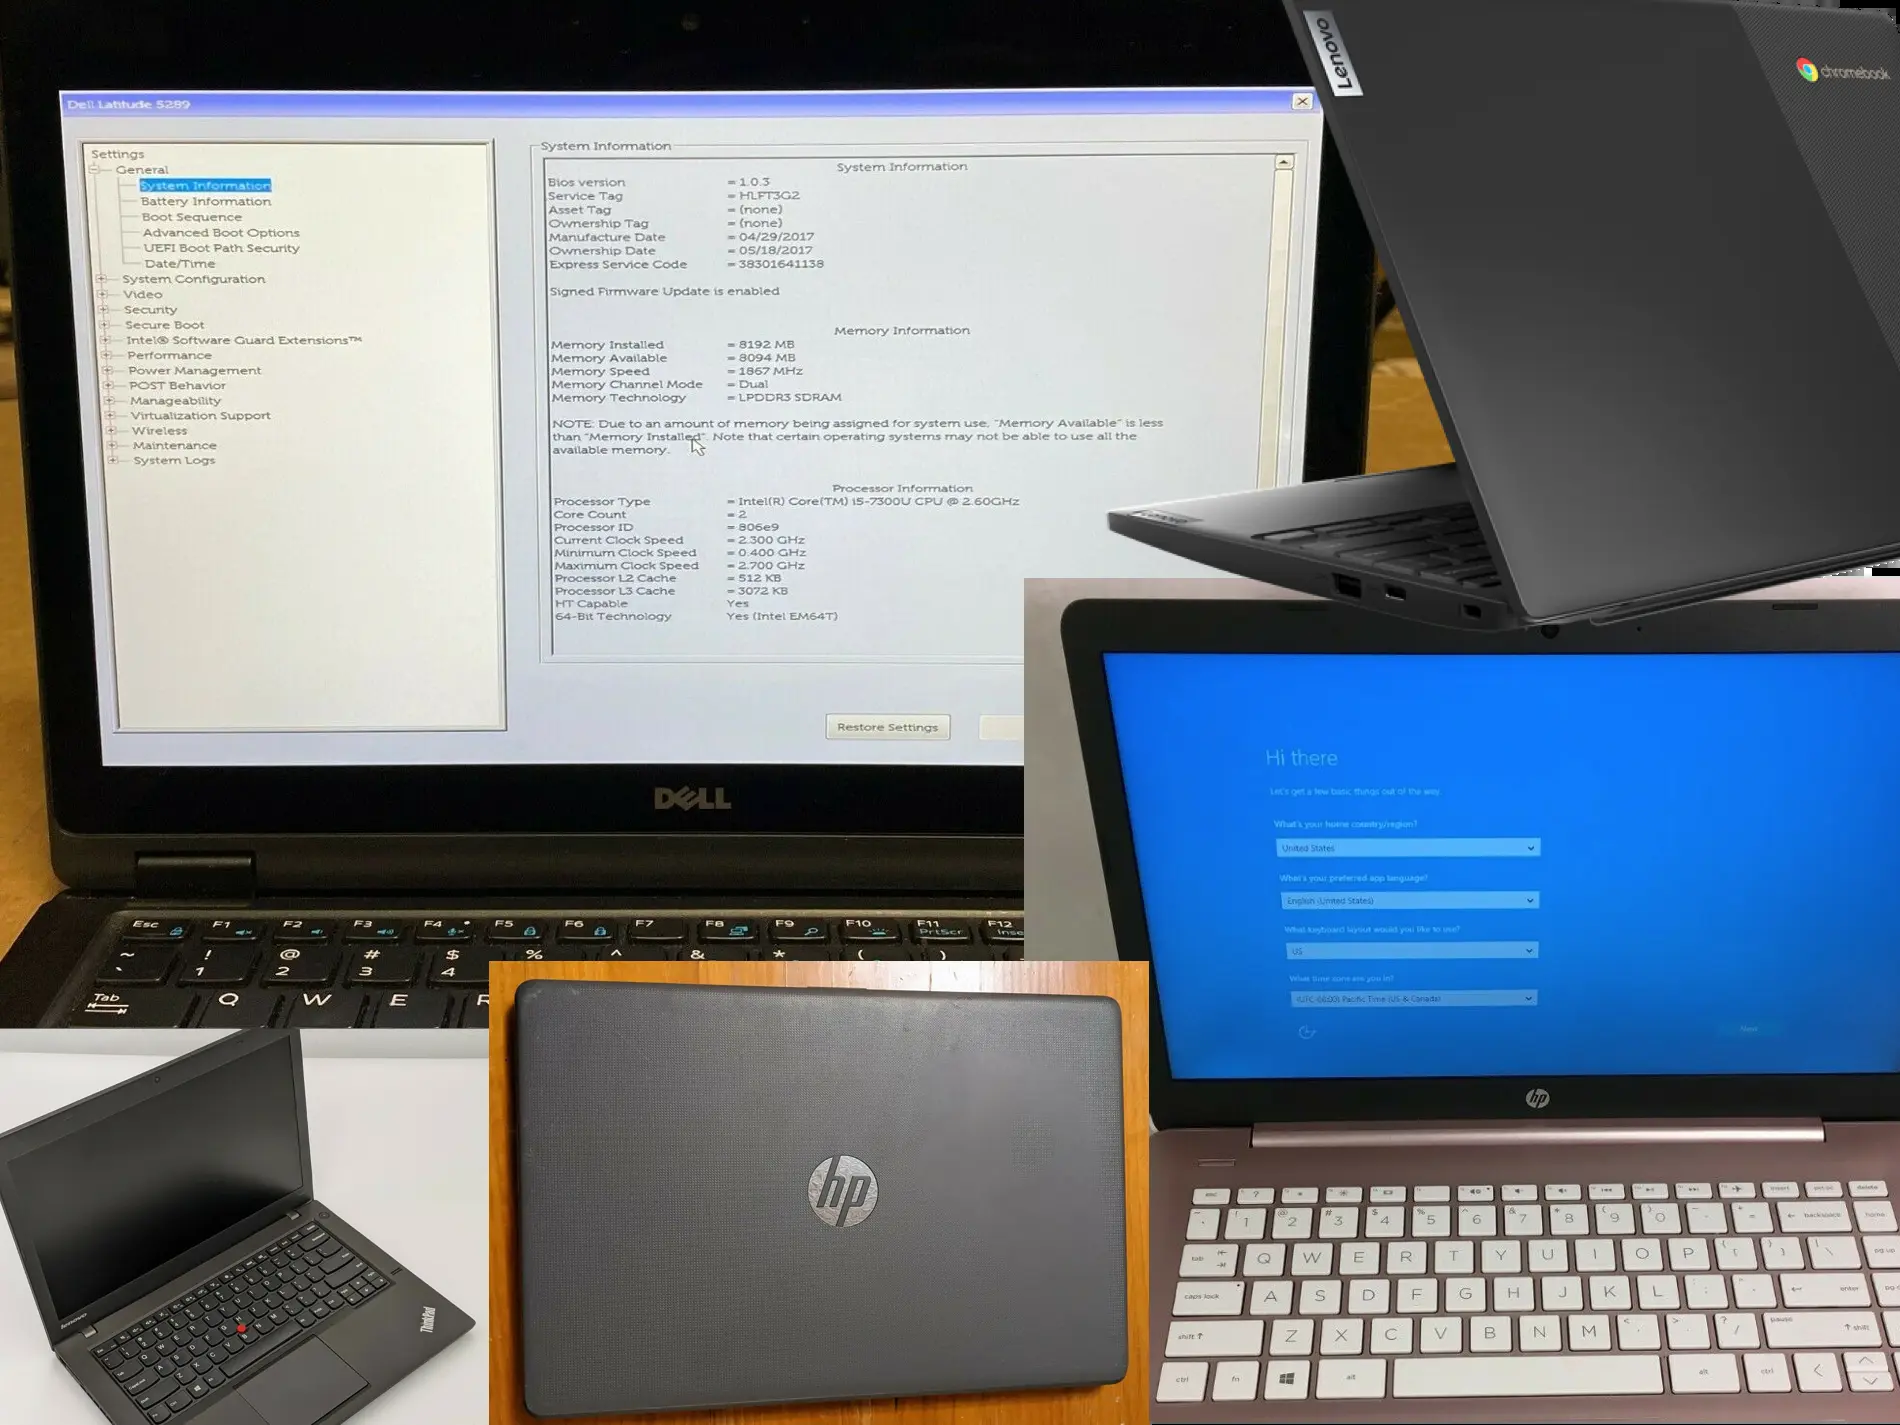 Dell Latitude 5289
Settings
General
System Information
Battery Information
Boot Sequence
Advanced Boot Options
UEFI Boot Path Security
Date/Time
System Configuration
Video
Security
Secure Boot
Intel® Software Guard Extensions™
Performance
Power Management
POST Behavior
Manageability
Virtualization Support
Wireless
Maintenance
System Logs
System Information
System Information
Bios version = 1.0.3
Service Tag = HLFT3G2
Asset Tag = (none)
Ownership Tag = (none)
Manufacture Date = 04/29/2017
Ownership Date = 05/18/2017
Express Service Code = 38301641138
Signed Firmware Update is enabled
Memory Information
Memory Installed = 8192 MB
Memory Available = 8094 MB
Memory Speed = 1867 MHz
Memory Channel Mode = Dual
Memory Technology = LPDDR3 SDRAM
NOTE: Due to an amount of memory being assigned for system use, "Memory Available" is less
than "Memory Installed". Note that certain operating systems may not be able to use all the
available memory.
Processor Information
Processor Type = Intel(R) Core(TM) i5-7300U CPU @ 2.60GHz
Core Count = 2
Processor ID = 806e9
Current Clock Speed = 2.300 GHz
Minimum Clock Speed = 0.400 GHz
Maximum Clock Speed = 2.700 GHz
Processor L2 Cache = 512 KB
Processor L3 Cache = 3072 KB
HT Capable Yes
64-Bit Technology Yes (Intel EM64T)
Restore Settings
DELL
Esc F1 F2 F3 F4 F5 F6 F7 F8 F9 F10 F11 PrtScr F12
~ ! @ # $ % ^ & * ( )
` 1 2 3 4
Tab Q W E R
Lenovo
chromebook
Lenovo
Hi there
Let's get a few basic things out of the way.
What's your home country/region?
United States
What's your preferred app language?
English (United States)
What keyboard layout would you like to use?
US
What time zone are you in?
(UTC-08:00) Pacific Time (US & Canada)
Next
hp
esc insert delete
1 2 3 4 5 6 7 8 9 0 - = backspace home
tab Q W E R T Y U I O P [ ] \ pg up
caps lock A S D F G H J K L enter
shift Z X C V B N M pause shift
ctrl fn alt alt ctrl
lenovo
ThinkPad
hp